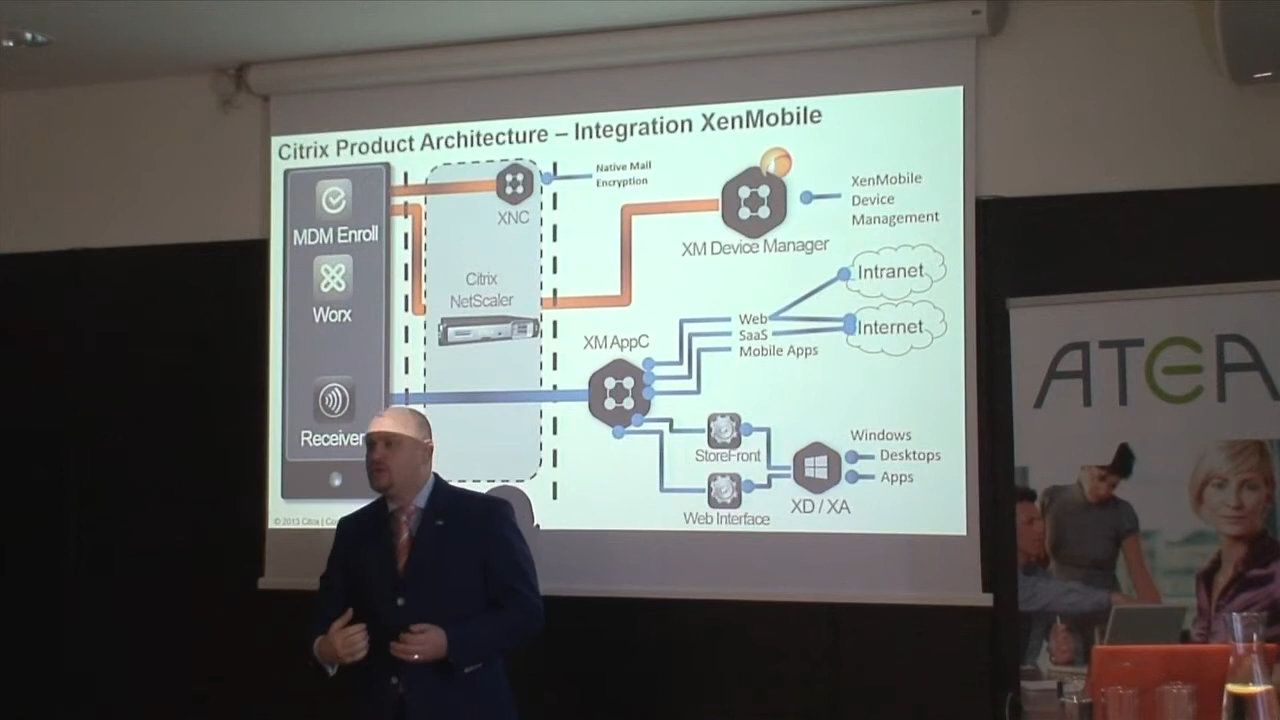 Citrix Product Architecture – Integration XenMobile
MDM Enroll
Worx
Receiver
© 2013 Citrix | Co
XNC
Native Mail
Encryption
Citrix
NetScaler
XM Device Manager
XenMobile
Device
Management
XM AppC
Web
SaaS
Mobile Apps
Intranet
Internet
StoreFront
Web Interface
XD / XA
Windows
Desktops
Apps
ATEA